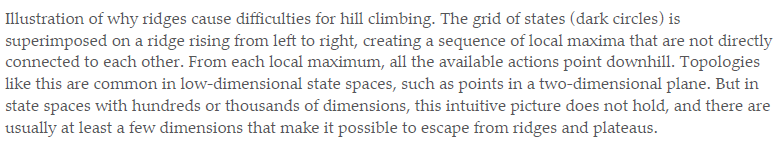 Illustration of why ridges cause difficulties for hill climbing. The grid of states (dark circles) is
superimposed on a ridge rising from left to right, creating a sequence of local maxima that are not directly
connected to each other. From each local maximum, all the available actions point downhill. Topologies
like this are common in low-dimensional state spaces, such as points in a two-dimensional plane. But in
state spaces with hundreds or thousands of dimensions, this intuitive picture does not hold, and there are
usually at least a few dimensions that make it possible to escape from ridges and plateaus.